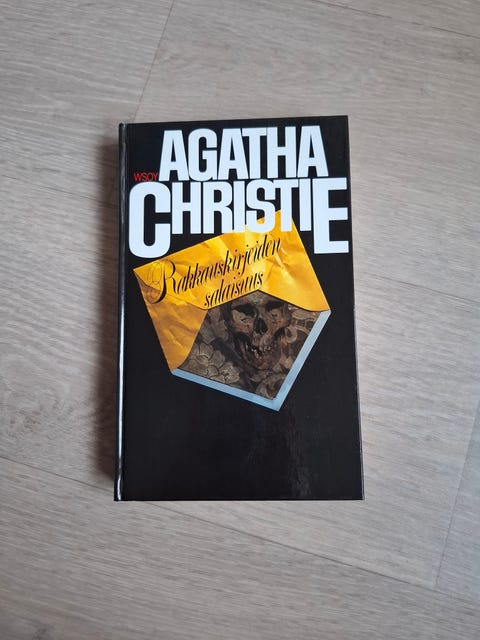 AGATHA
WSOY
CHRISTIE
Rakkauskirjeiden
salaisuus